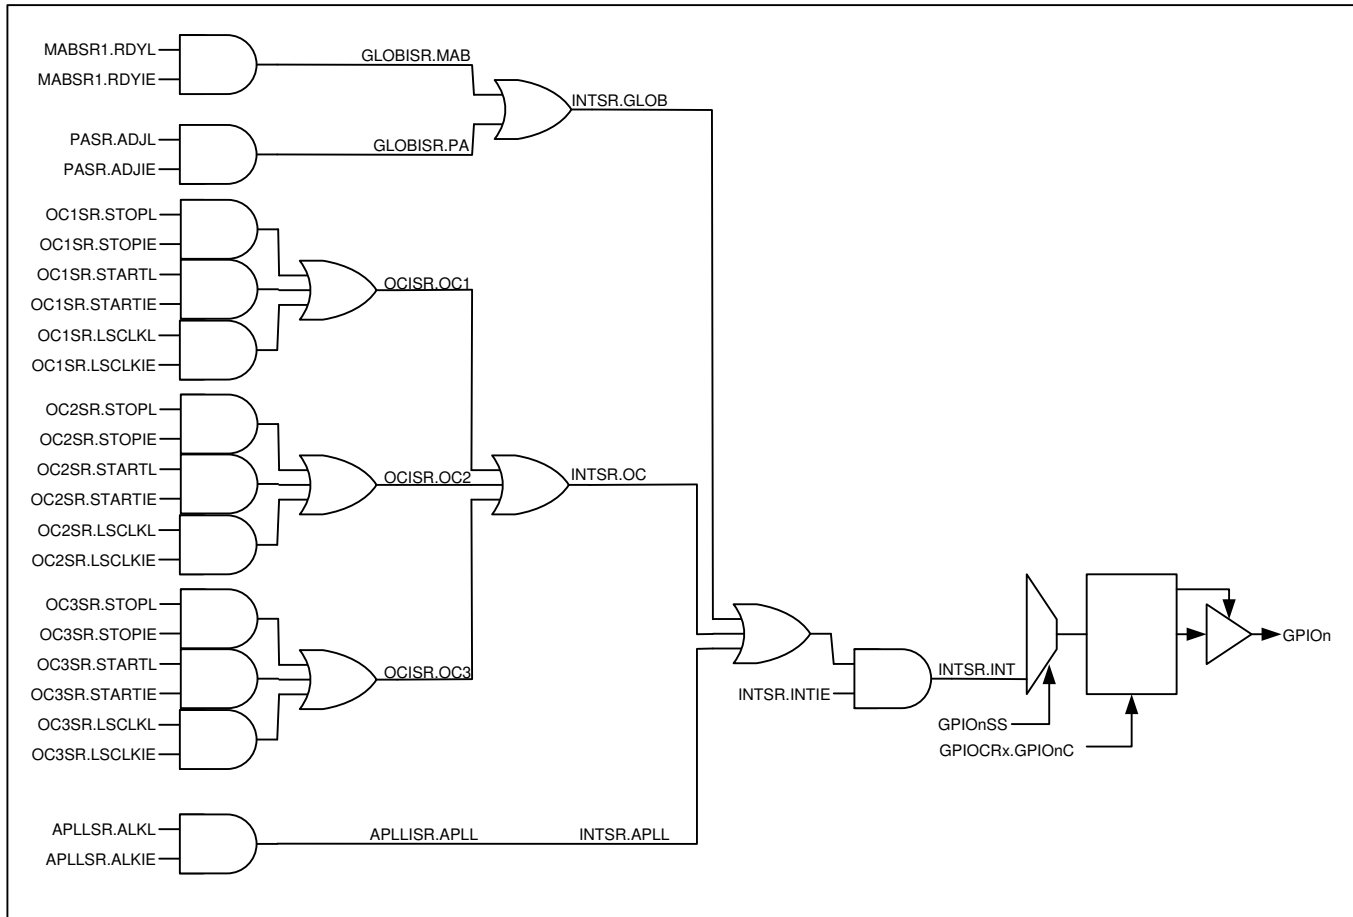 MABSR1.RDYL
MABSR1.RDYIE
GLOBISR.MAB
INTSR.GLOB
PASR.ADJL
PASR.ADJIE
GLOBISR.PA
OC1SR.STOPL
OC1SR.STOPIE
OC1SR.STARTL
OC1SR.STARTIE
OC1SR.LSCLKL
OC1SR.LSCLKIE
OCISR.OC1
OC2SR.STOPL
OC2SR.STOPIE
OC2SR.STARTL
OC2SR.STARTIE
OC2SR.LSCLKL
OC2SR.LSCLKIE
OCISR.OC2
INTSR.OC
OC3SR.STOPL
OC3SR.STOPIE
OC3SR.STARTL
OC3SR.STARTIE
OC3SR.LSCLKL
OC3SR.LSCLKIE
OCISR.OC3
APLLSR.ALKL
APLLSR.ALKIE
APLLISR.APLL
INTSR.APLL
INTSR.INTIE
INTSR.INT
GPIOnSS
GPIOCRx.GPIOnC
GPIOn